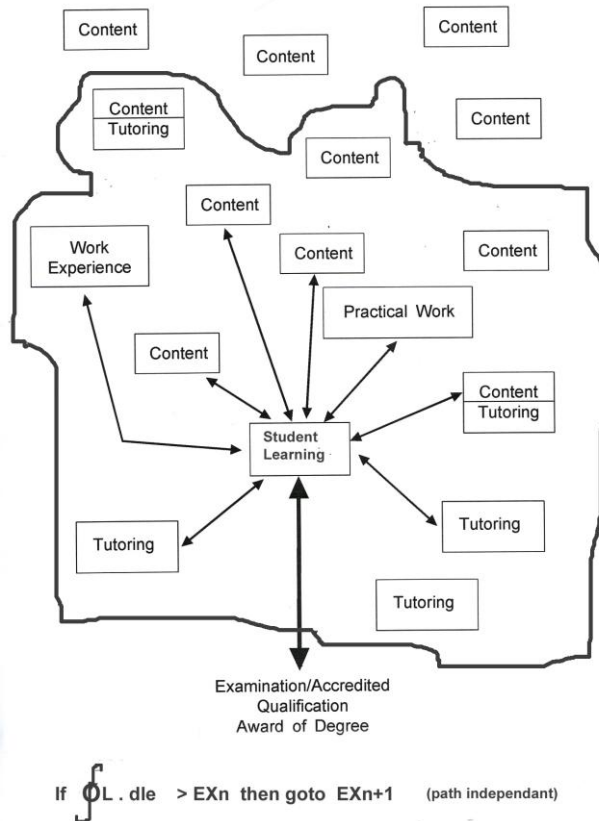 Content
Content
Content
Content
Tutoring
Content
Content
Content
Work
Experience
Content
Content
Practical Work
Content
Content
Tutoring
Student
Learning
Tutoring
Tutoring
Tutoring
Examination/Accredited
Qualification
Award of Degree
If ∮L . dle > EXn then goto EXn+1 (path independant)